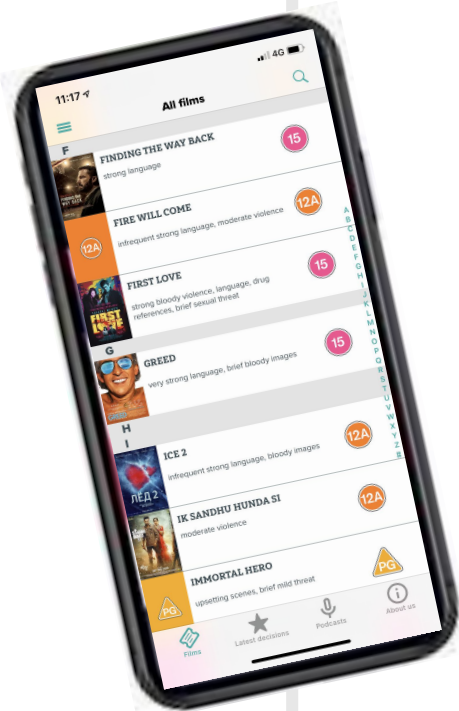 11:17
4G
All films
F
FINDING THE WAY BACK
strong language
15
FIRE WILL COME
infrequent strong language, moderate violence
12A
12A
FIRST LOVE
strong bloody violence, language, drug
references, brief sexual threat
15
FIRST
LOVE
G
GREED
very strong language, brief bloody images
15
H
I
ICE 2
infrequent strong language, bloody images
12A
ЛЁД 2
IK SANDHU HUNDA SI
moderate violence
12A
IMMORTAL HERO
upsetting scenes, brief mild threat
PG
PG
A
B
C
D
E
F
G
H
I
J
K
L
M
N
O
P
Q
R
S
T
U
V
W
X
Y
Z
#
Films
Latest decisions
Podcasts
About us